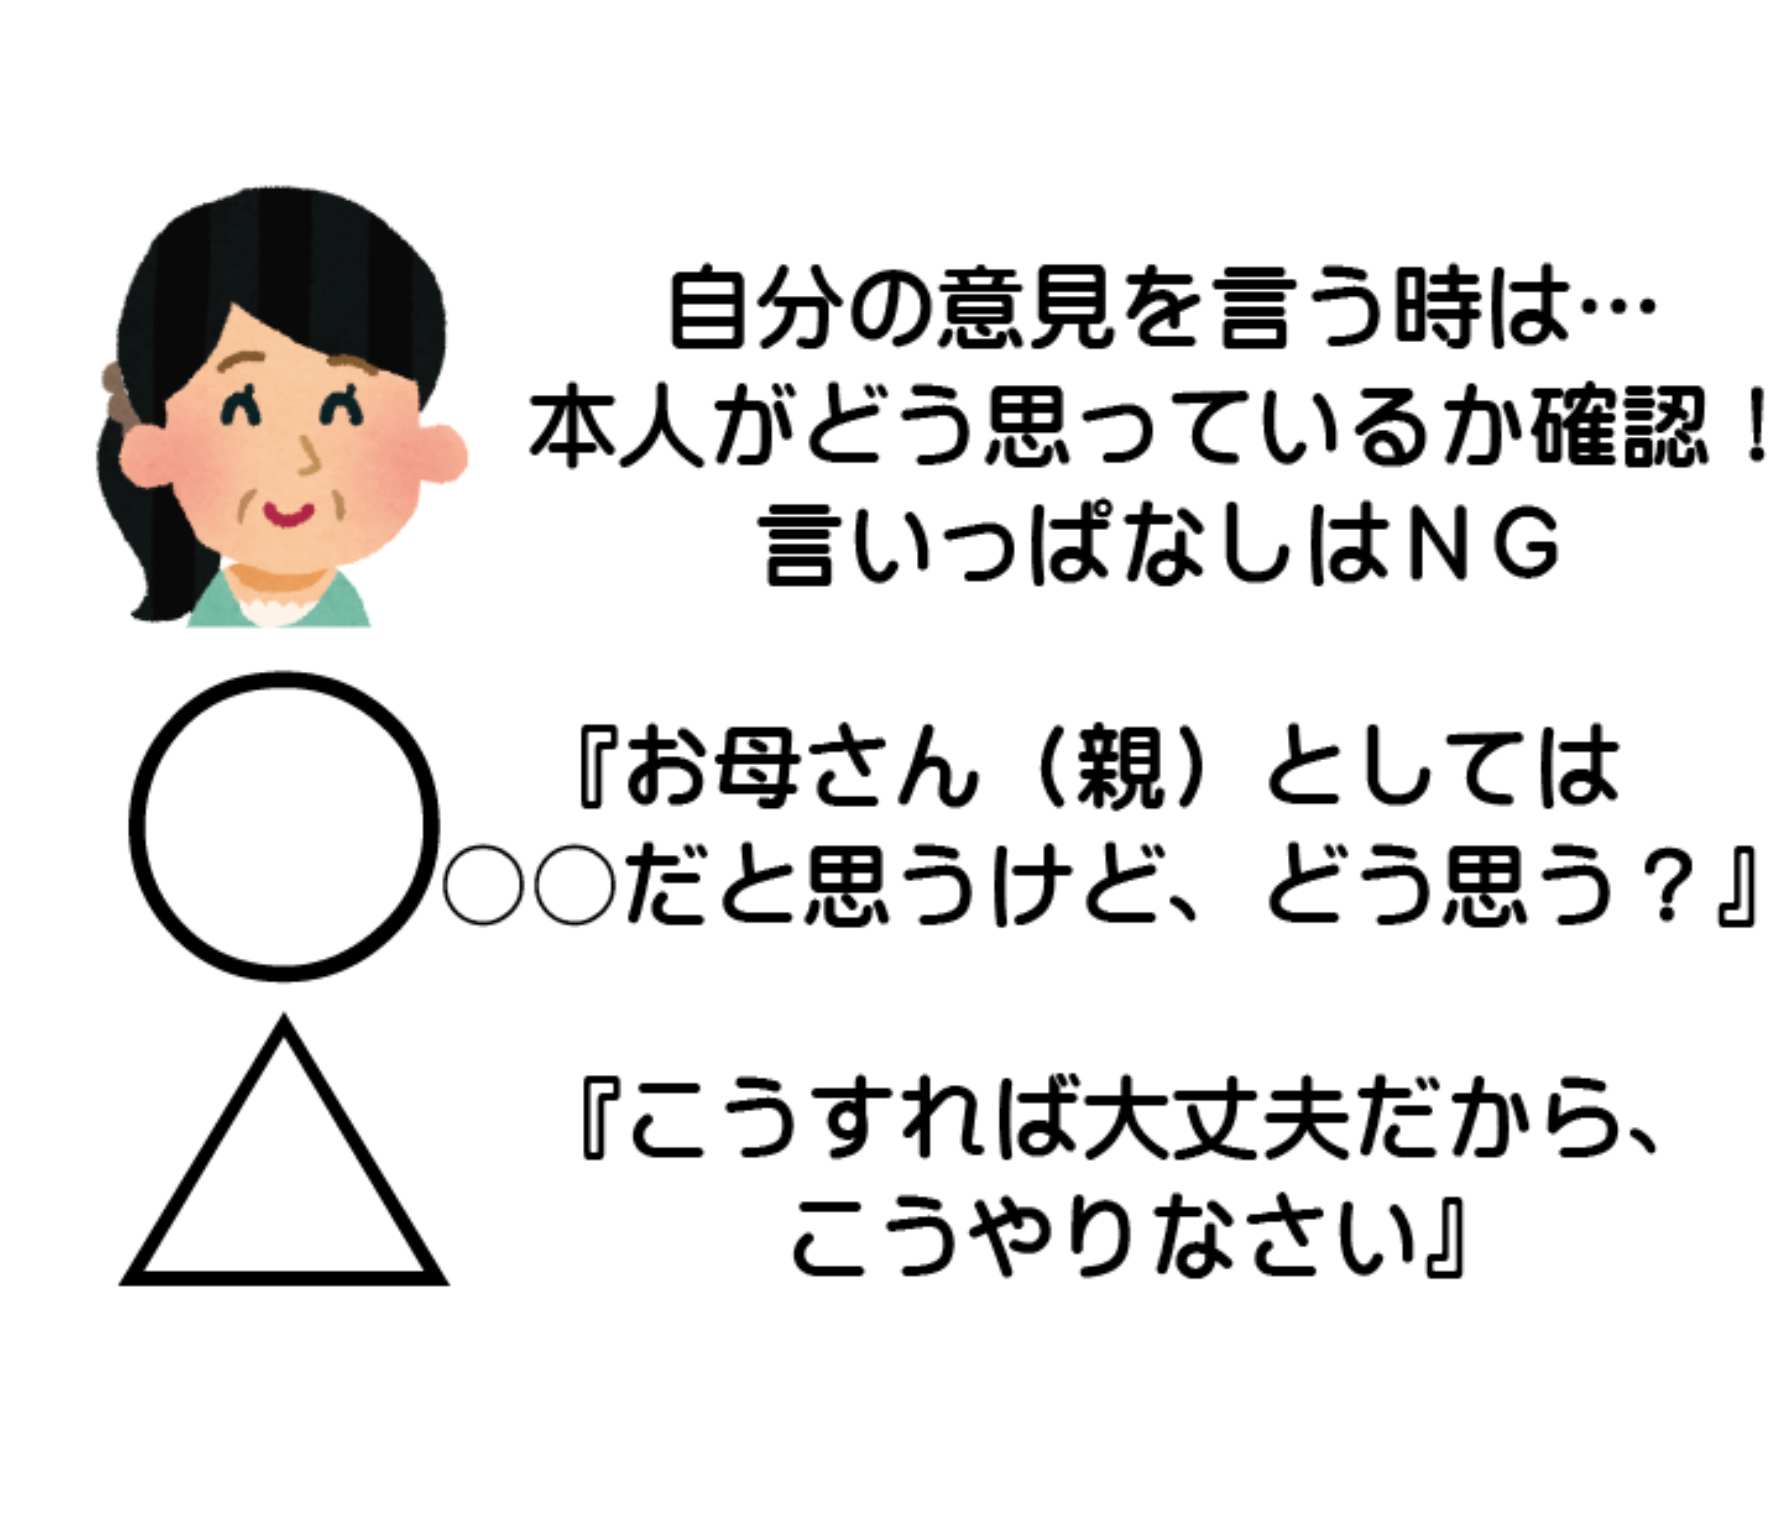 自分の意見を言う時は…
本人がどう思っているか確認！
言いっぱなしはＮＧ
『お母さん（親）としては
○○だと思うけど、どう思う？』
『こうすれば大丈夫だから、
こうやりなさい』